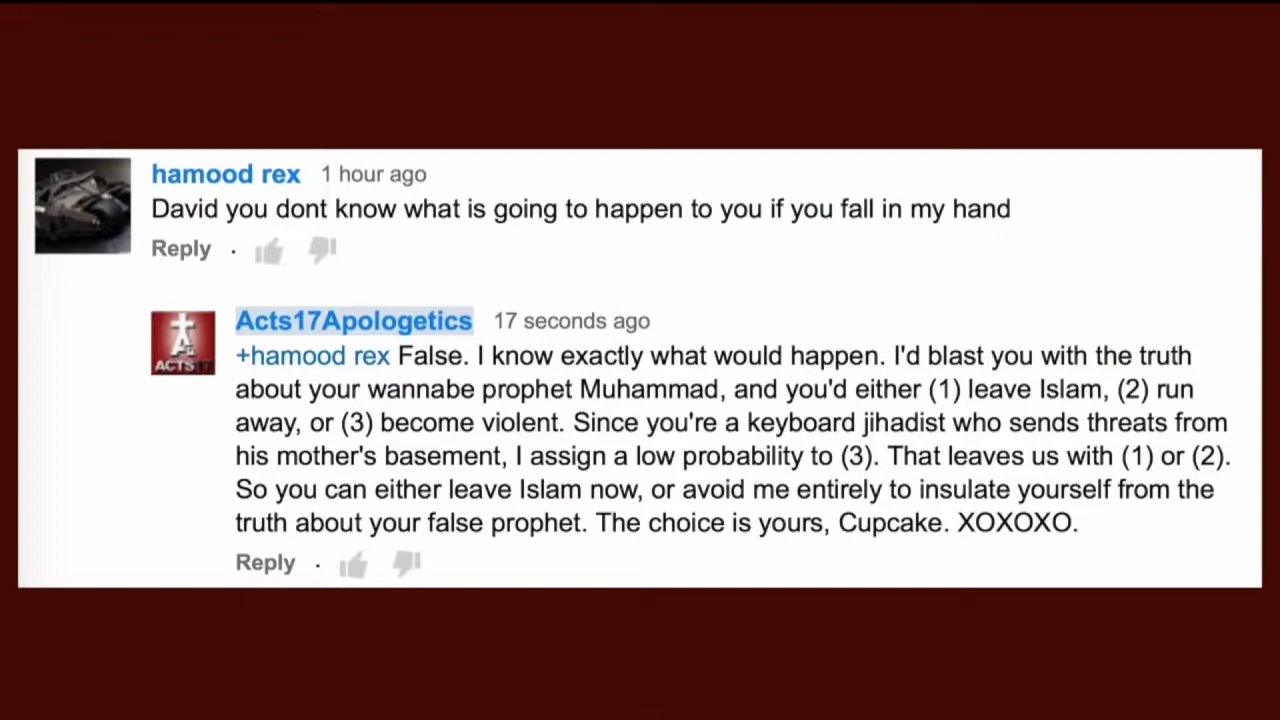 hamood rex 1 hour ago
David you dont know what is going to happen to you if you fall in my hand
Reply ·
Acts17Apologetics 17 seconds ago
+hamood rex False. I know exactly what would happen. I'd blast you with the truth
about your wannabe prophet Muhammad, and you'd either (1) leave Islam, (2) run
away, or (3) become violent. Since you're a keyboard jihadist who sends threats from
his mother's basement, I assign a low probability to (3). That leaves us with (1) or (2).
So you can either leave Islam now, or avoid me entirely to insulate yourself from the
truth about your false prophet. The choice is yours, Cupcake. XOXOXO.
ACTS17
Reply ·